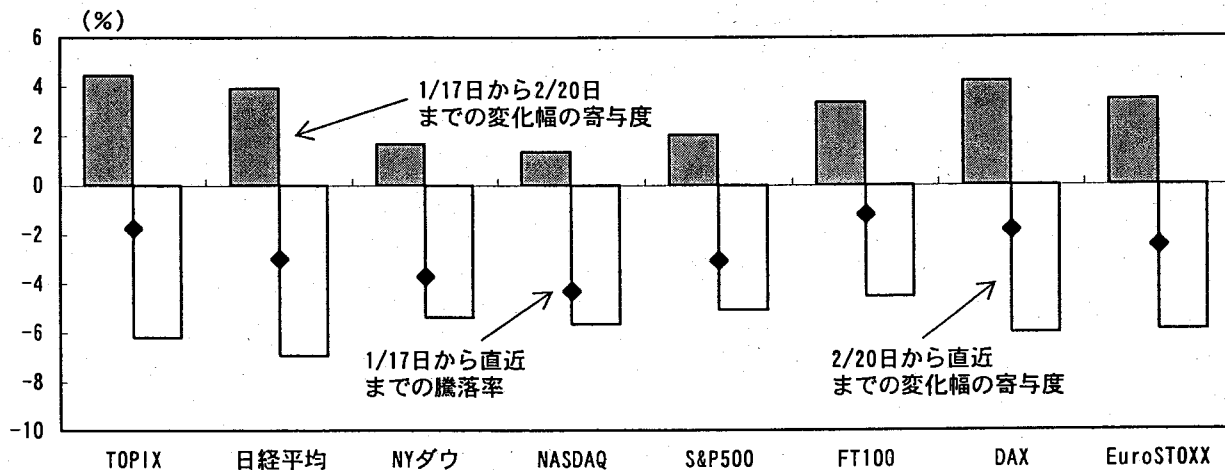 (%)
6
4
2
0
-2
-4
-6
-8
-10
1/17日から2/20日
までの変化幅の寄与度
1/17日から直近
までの騰落率
2/20日から直近
までの変化幅の寄与度
TOPIX 日経平均 NYダウ NASDAQ S&P500 FT100 DAX EuroSTOXX